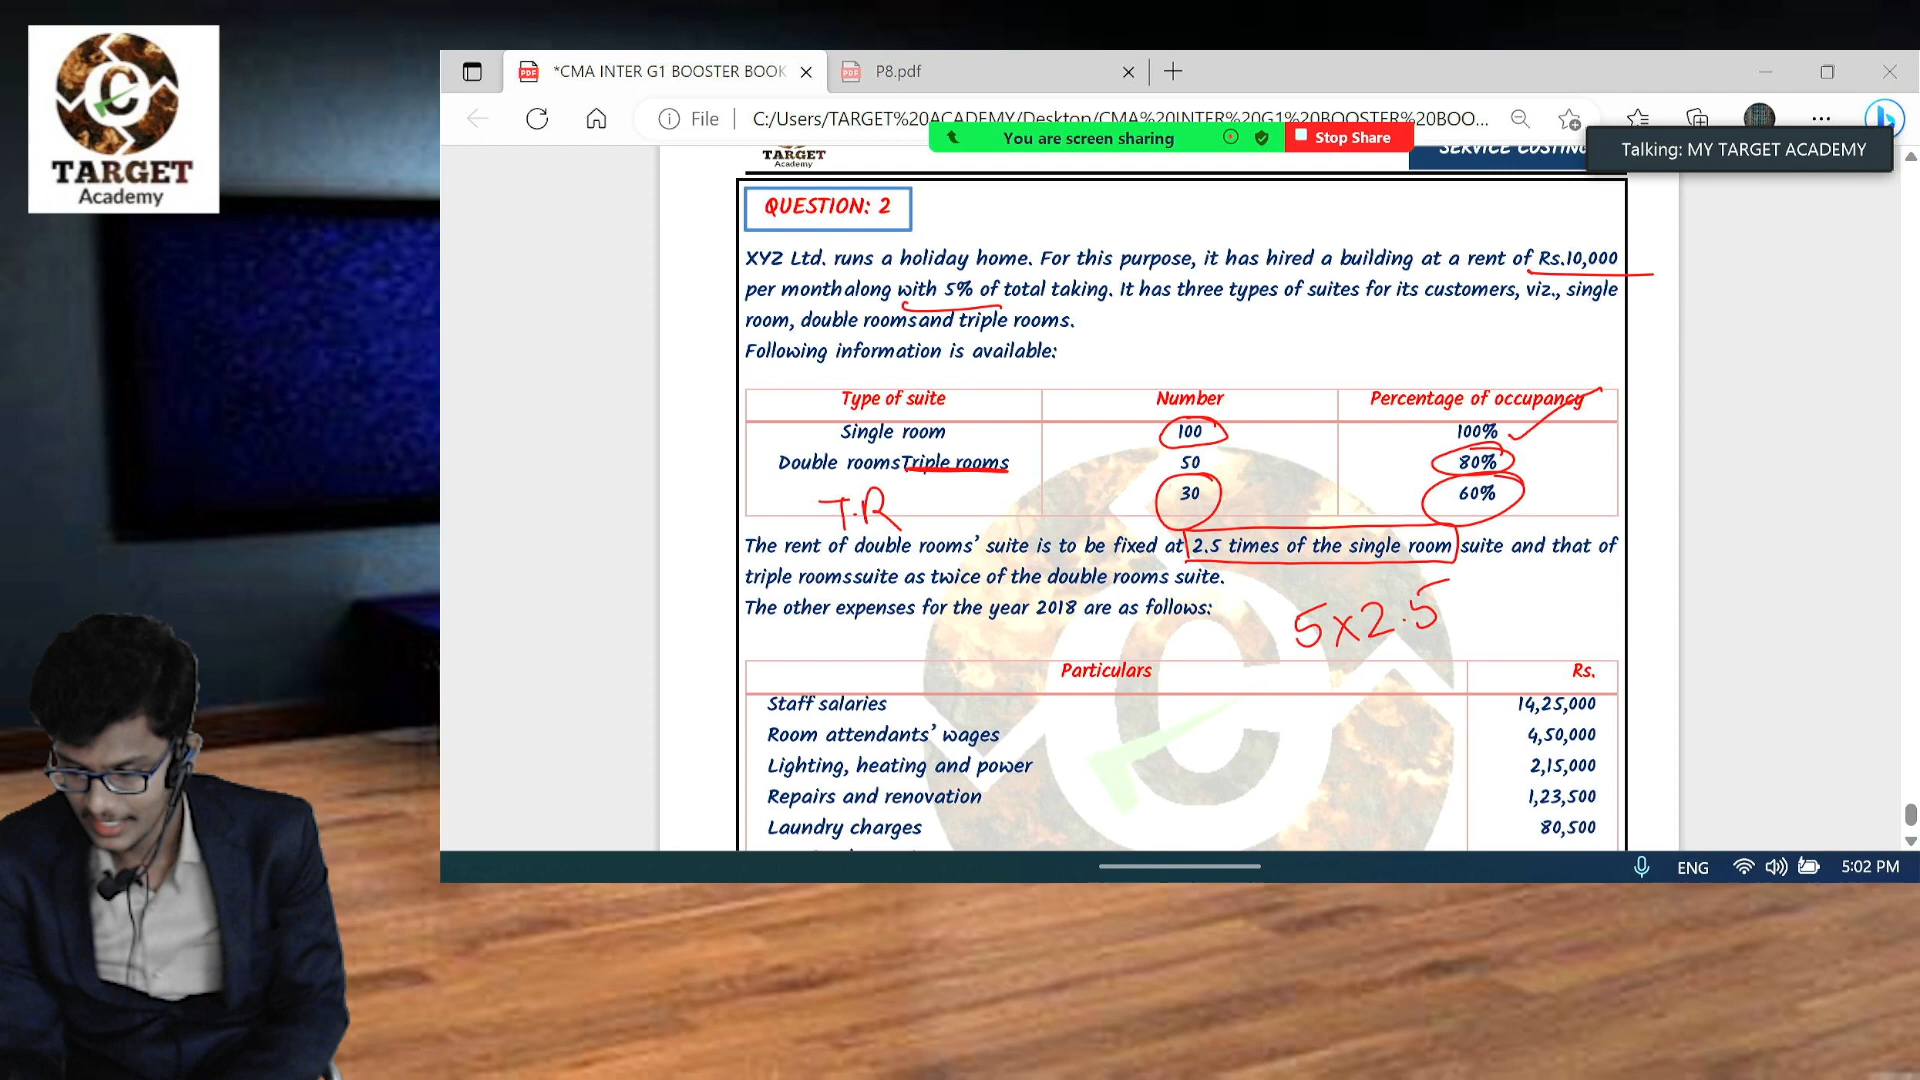 TARGET
Academy
*CMA INTER G1 BOOSTER BOOK
P8.pdf
File
C:/Users/TARGET%20ACADEMY/Desktop/CMA%20INTER%20G1%20BOOSTER%20BOO...
You are screen sharing
Stop Share
Talking: MY TARGET ACADEMY
TARGET
Academy
SERVICE COSTING
QUESTION: 2
XYZ Ltd. runs a holiday home. For this purpose, it has hired a building at a rent of Rs.10,000
per monthalong with 5% of total taking. It has three types of suites for its customers, viz., single
room, double roomsand triple rooms.
Following information is available:
Type of suite Number Percentage of occupancy
Single room 100 100%
Double roomsTriple rooms 50 80%
30 60%
T.R
The rent of double rooms’ suite is to be fixed at 2.5 times of the single room suite and that of
triple roomssuite as twice of the double rooms suite.
The other expenses for the year 2018 are as follows:
5x2.5
Particulars Rs.
Staff salaries 14,25,000
Room attendants’ wages 4,50,000
Lighting, heating and power 2,15,000
Repairs and renovation 1,23,500
Laundry charges 80,500
ENG
5:02 PM